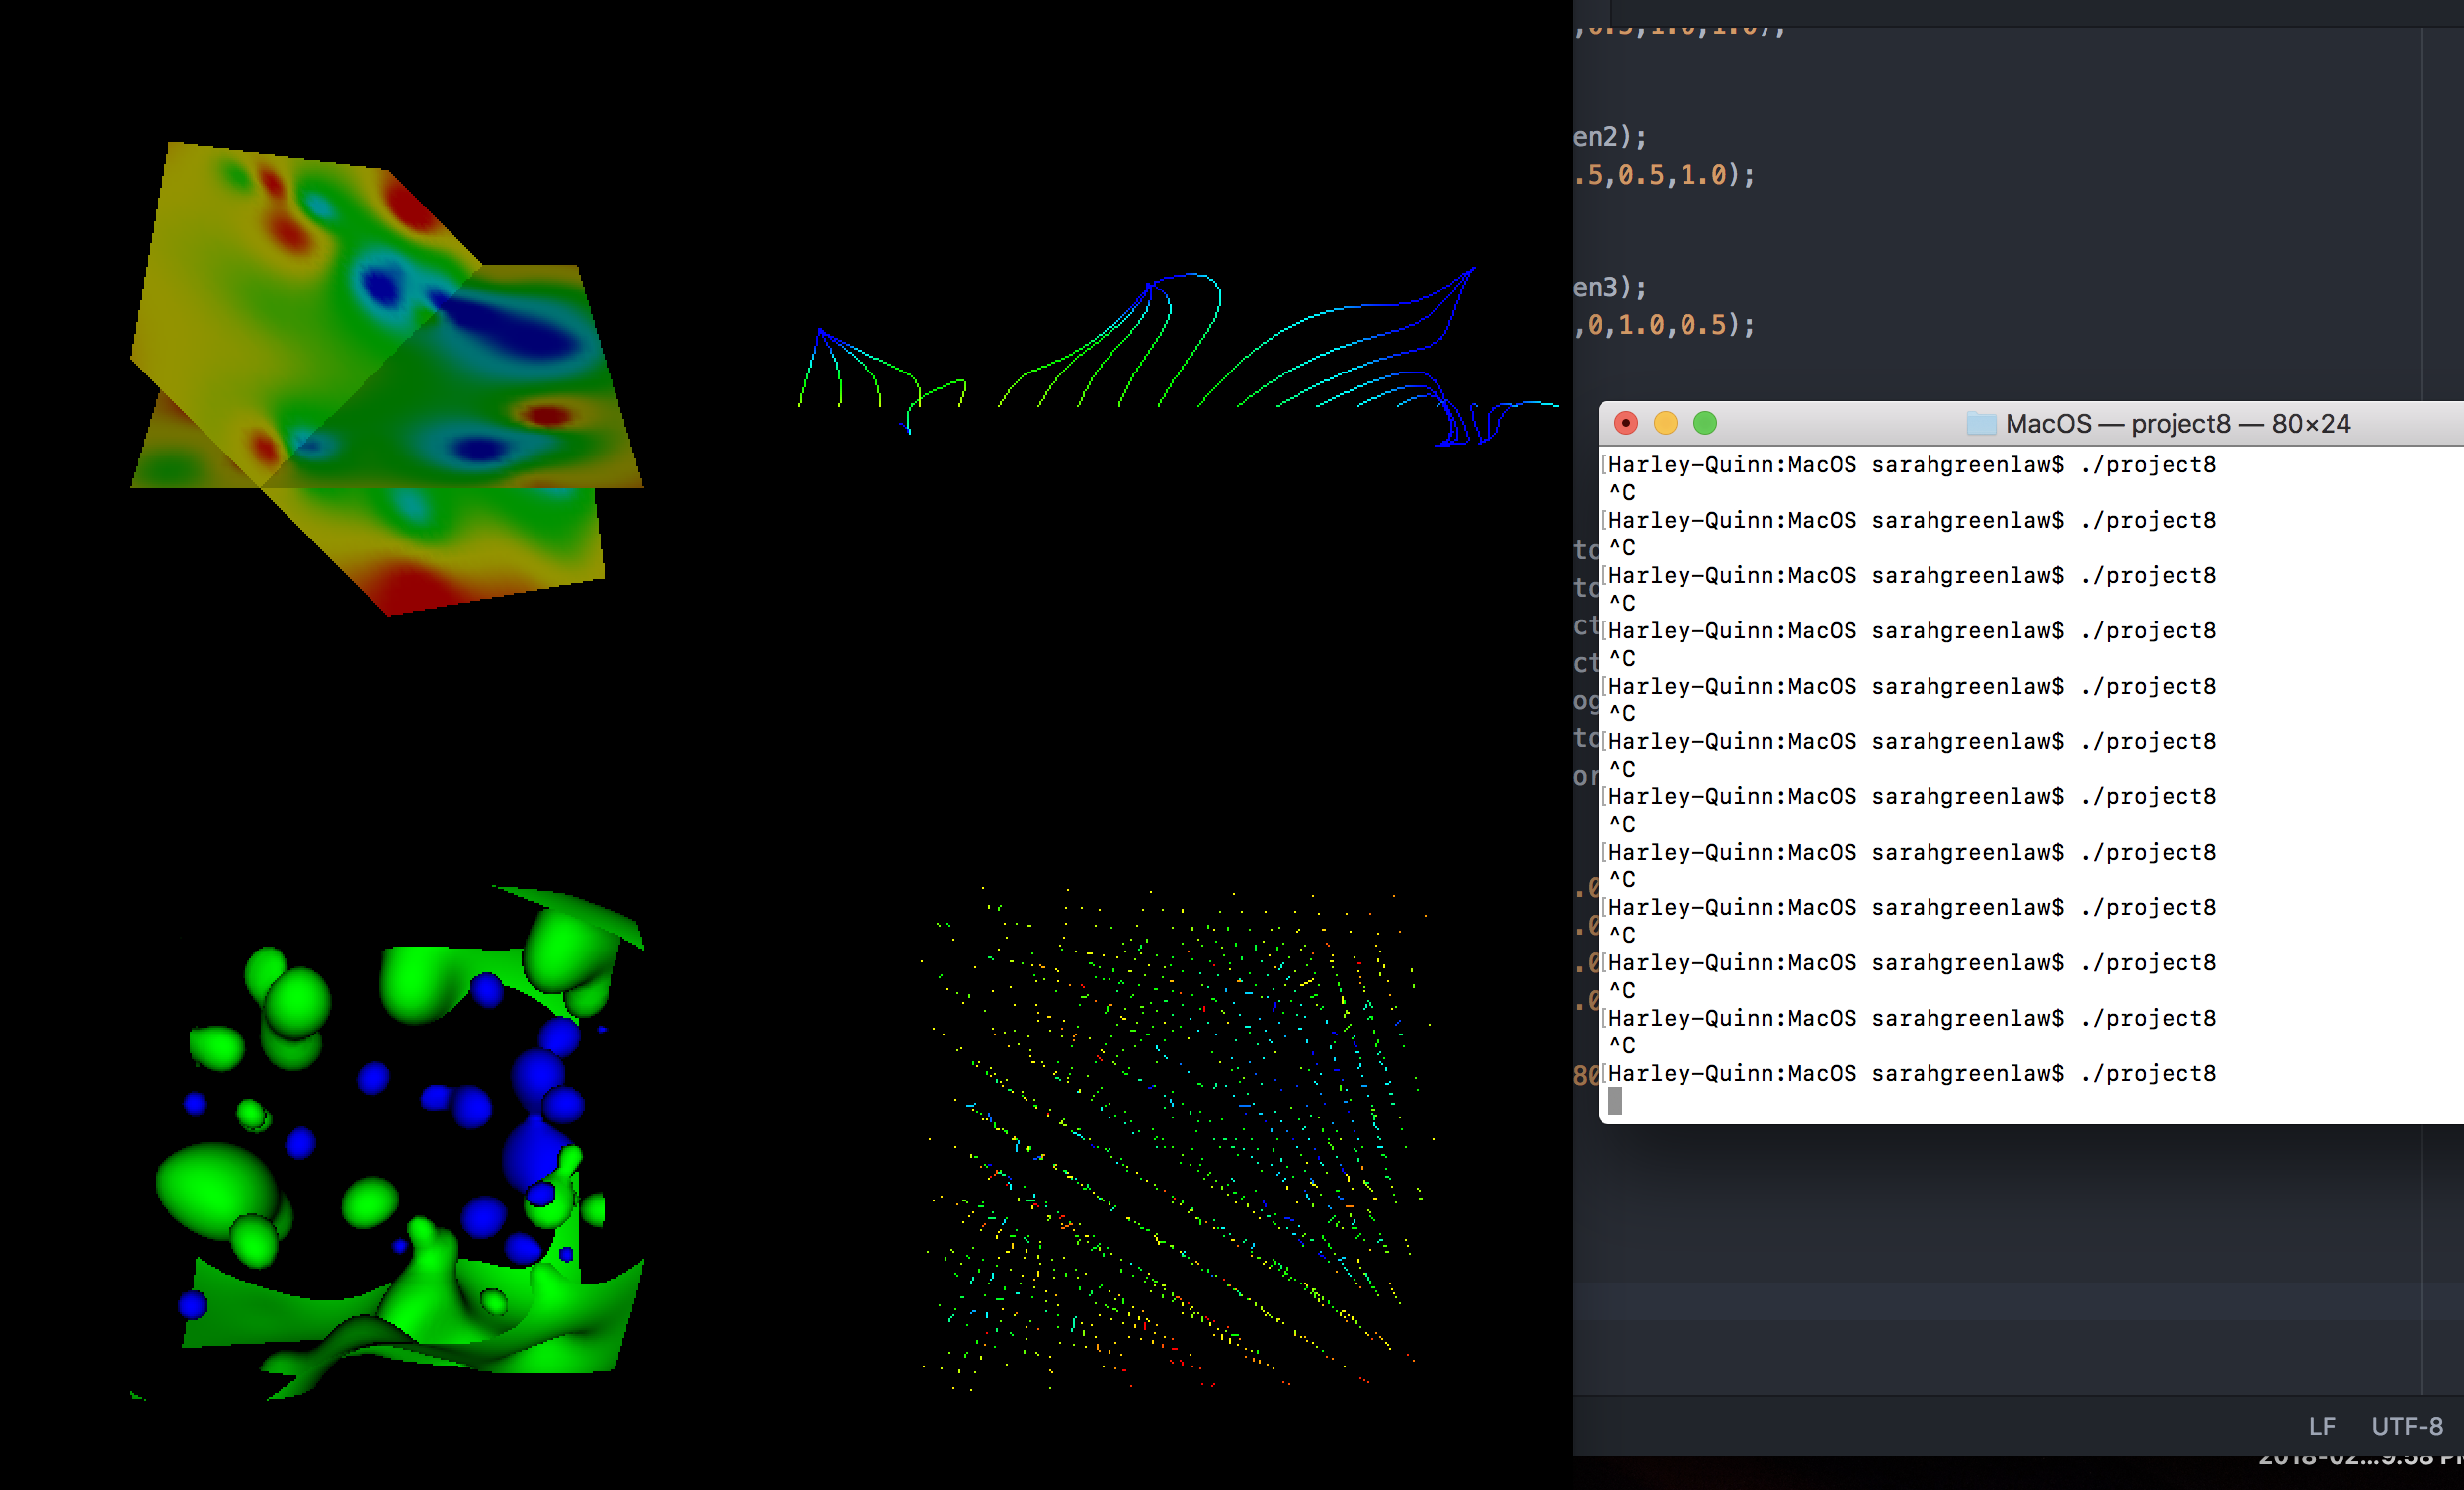 ,0.5,1.0,1.0);
en2);
.5,0.5,1.0);
en3);
,0,1.0,0.5);
to
to
ct
ct
og
to
or
.0
.0
.0
.0
80
MacOS — project8 — 80×24
[Harley-Quinn:MacOS sarahgreenlaw$ ./project8
^C
[Harley-Quinn:MacOS sarahgreenlaw$ ./project8
^C
[Harley-Quinn:MacOS sarahgreenlaw$ ./project8
^C
[Harley-Quinn:MacOS sarahgreenlaw$ ./project8
^C
[Harley-Quinn:MacOS sarahgreenlaw$ ./project8
^C
[Harley-Quinn:MacOS sarahgreenlaw$ ./project8
^C
[Harley-Quinn:MacOS sarahgreenlaw$ ./project8
^C
[Harley-Quinn:MacOS sarahgreenlaw$ ./project8
^C
[Harley-Quinn:MacOS sarahgreenlaw$ ./project8
^C
[Harley-Quinn:MacOS sarahgreenlaw$ ./project8
^C
[Harley-Quinn:MacOS sarahgreenlaw$ ./project8
^C
[Harley-Quinn:MacOS sarahgreenlaw$ ./project8
LF UTF-8
2018-02...9.58 PM